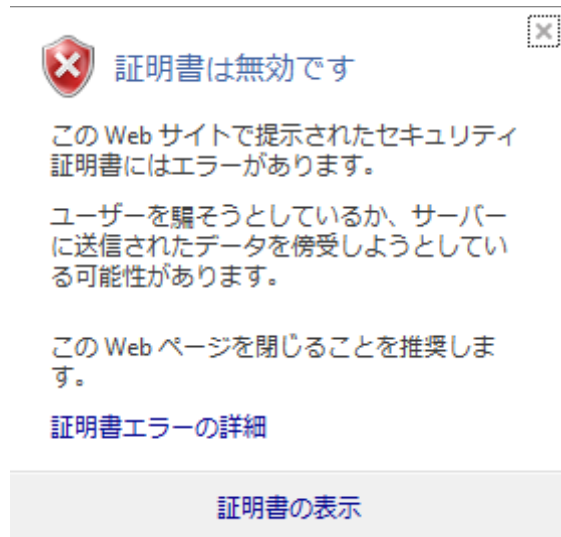 証明書は無効です
この Web サイトで提示されたセキュリティ
証明書にはエラーがあります。
ユーザーを騙そうとしているか、サーバー
に送信されたデータを傍受しようとしてい
る可能性があります。
この Web ページを閉じることを推奨しま
す。
証明書エラーの詳細
証明書の表示